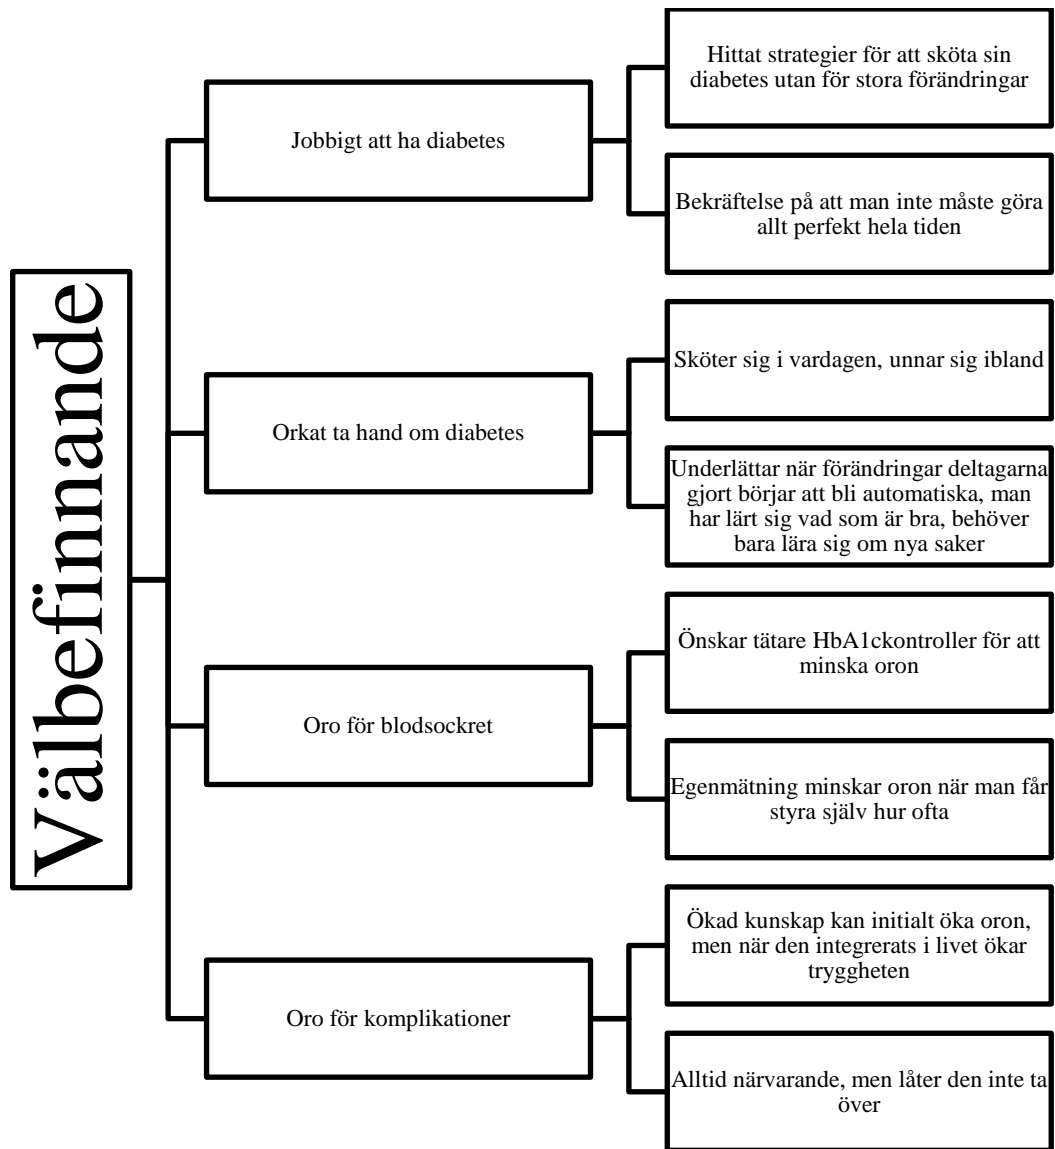 Välbefinnande
Jobbigt att ha diabetes
Hittat strategier för att sköta sin
diabetes utan för stora förändringar
Bekräftelse på att man inte måste göra
allt perfekt hela tiden
Orkat ta hand om diabetes
Sköter sig i vardagen, unnar sig ibland
Underlättar när förändringar deltagarna
gjort börjar att bli automatiska, man
har lärt sig vad som är bra, behöver
bara lära sig om nya saker
Oro för blodsockret
Önskar tätare HbA1ckontroller för att
minska oron
Egenmätning minskar oron när man får
styra själv hur ofta
Oro för komplikationer
Ökad kunskap kan initialt öka oron,
men när den integrerats i livet ökar
tryggheten
Alltid närvarande, men låter den inte ta
över